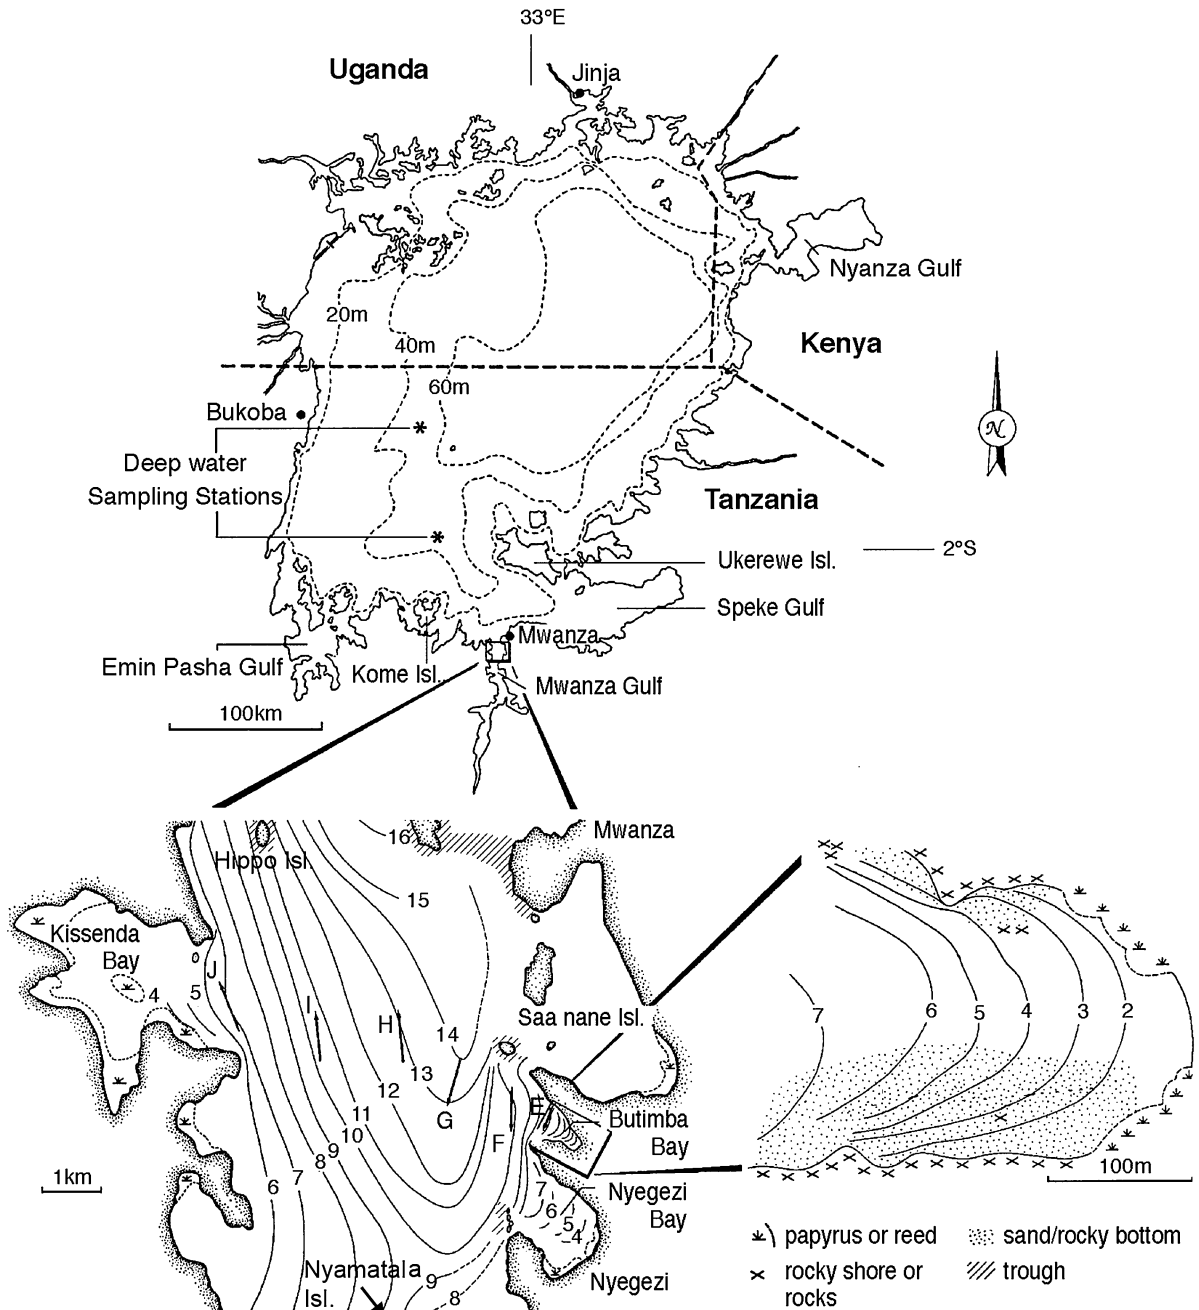 33°E
Uganda
Jinja
Nyanza Gulf
20m
Kenya
40m
60m
N
Bukoba
Deep water
Sampling Stations
*
*
Tanzania
2°S
Ukerewe Isl.
Speke Gulf
Mwanza
Emin Pasha Gulf
Kome Isl.
Mwanza Gulf
100km
16
Mwanza
Hippo Isl.
15
Kissenda
Bay
J
4
5
I
H
Saa nane Isl.
14
13
12
G
11
10
9
8
7
6
E
F
Butimba
Bay
1km
Nyegezi
Bay
7
6
5
4
Nyamatala
Isl.
9
8
Nyegezi
7
6
5
4
3
2
100m
papyrus or reed
sand/rocky bottom
rocky shore or
rocks
trough